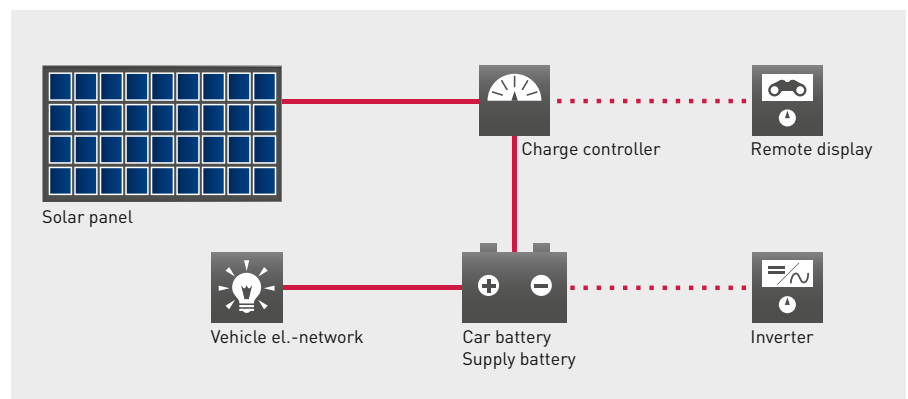 Charge controller
Remote display
Solar panel
Vehicle el.-network
Car battery
Supply battery
Inverter